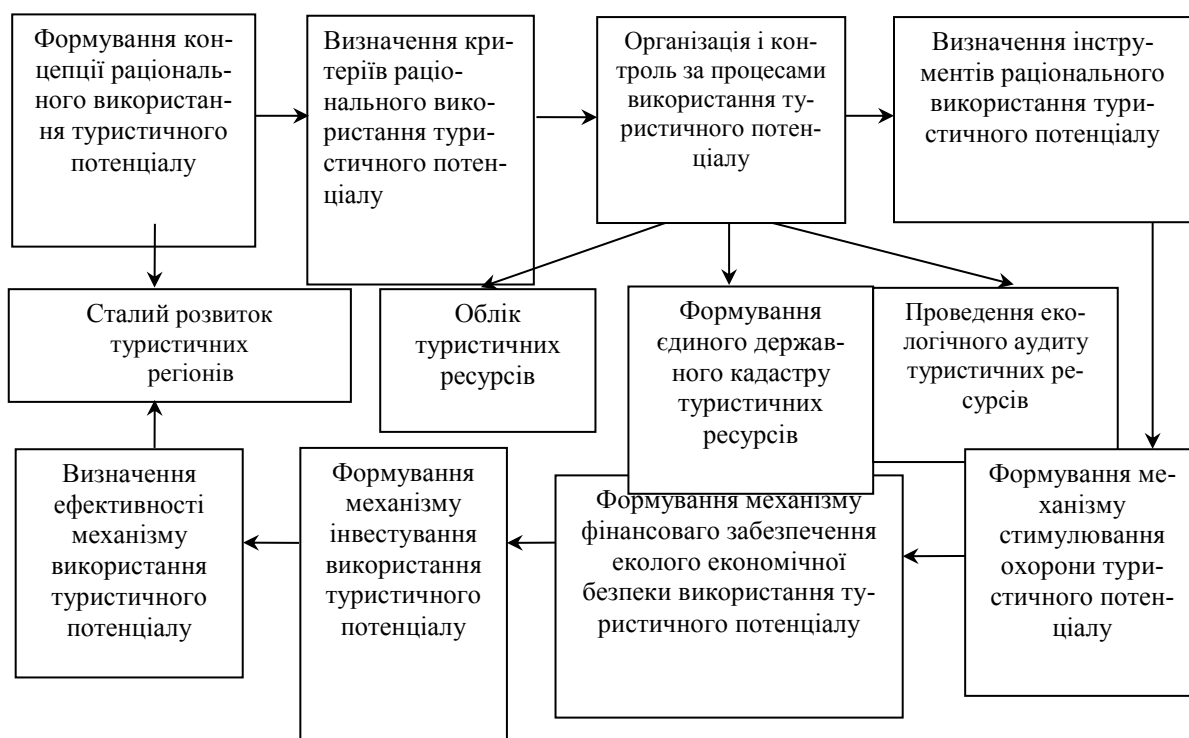 Формування кон-
цепції раціональ-
ного використан-
ня туристичного
потенціалу
Визначення кри-
теріїв раціо-
нального вико-
ристання тури-
стичного потен-
ціалу
Організація і кон-
троль за процесами
використання ту-
ристичного потен-
ціалу
Визначення інстру-
ментів раціонального
використання тури-
стичного потенціалу
Сталий розвиток
туристичних
регіонів
Облік
туристичних
ресурсів
Формування
єдиного держав-
ного кадастру
туристичних
ресурсів
Проведення еко-
логічного аудиту
туристичних ре-
сурсів
Визначення
ефективності
механізму
використання
туристичного
потенціалу
Формування
механізму
інвестування
використання
туристичного
потенціалу
Формування механізму
фінансоваго забезпечення
еколого економічної
безпеки використання ту-
ристичного потенціалу
Формування ме-
ханізму
стимулювання
охорони тури-
стичного потен-
ціалу